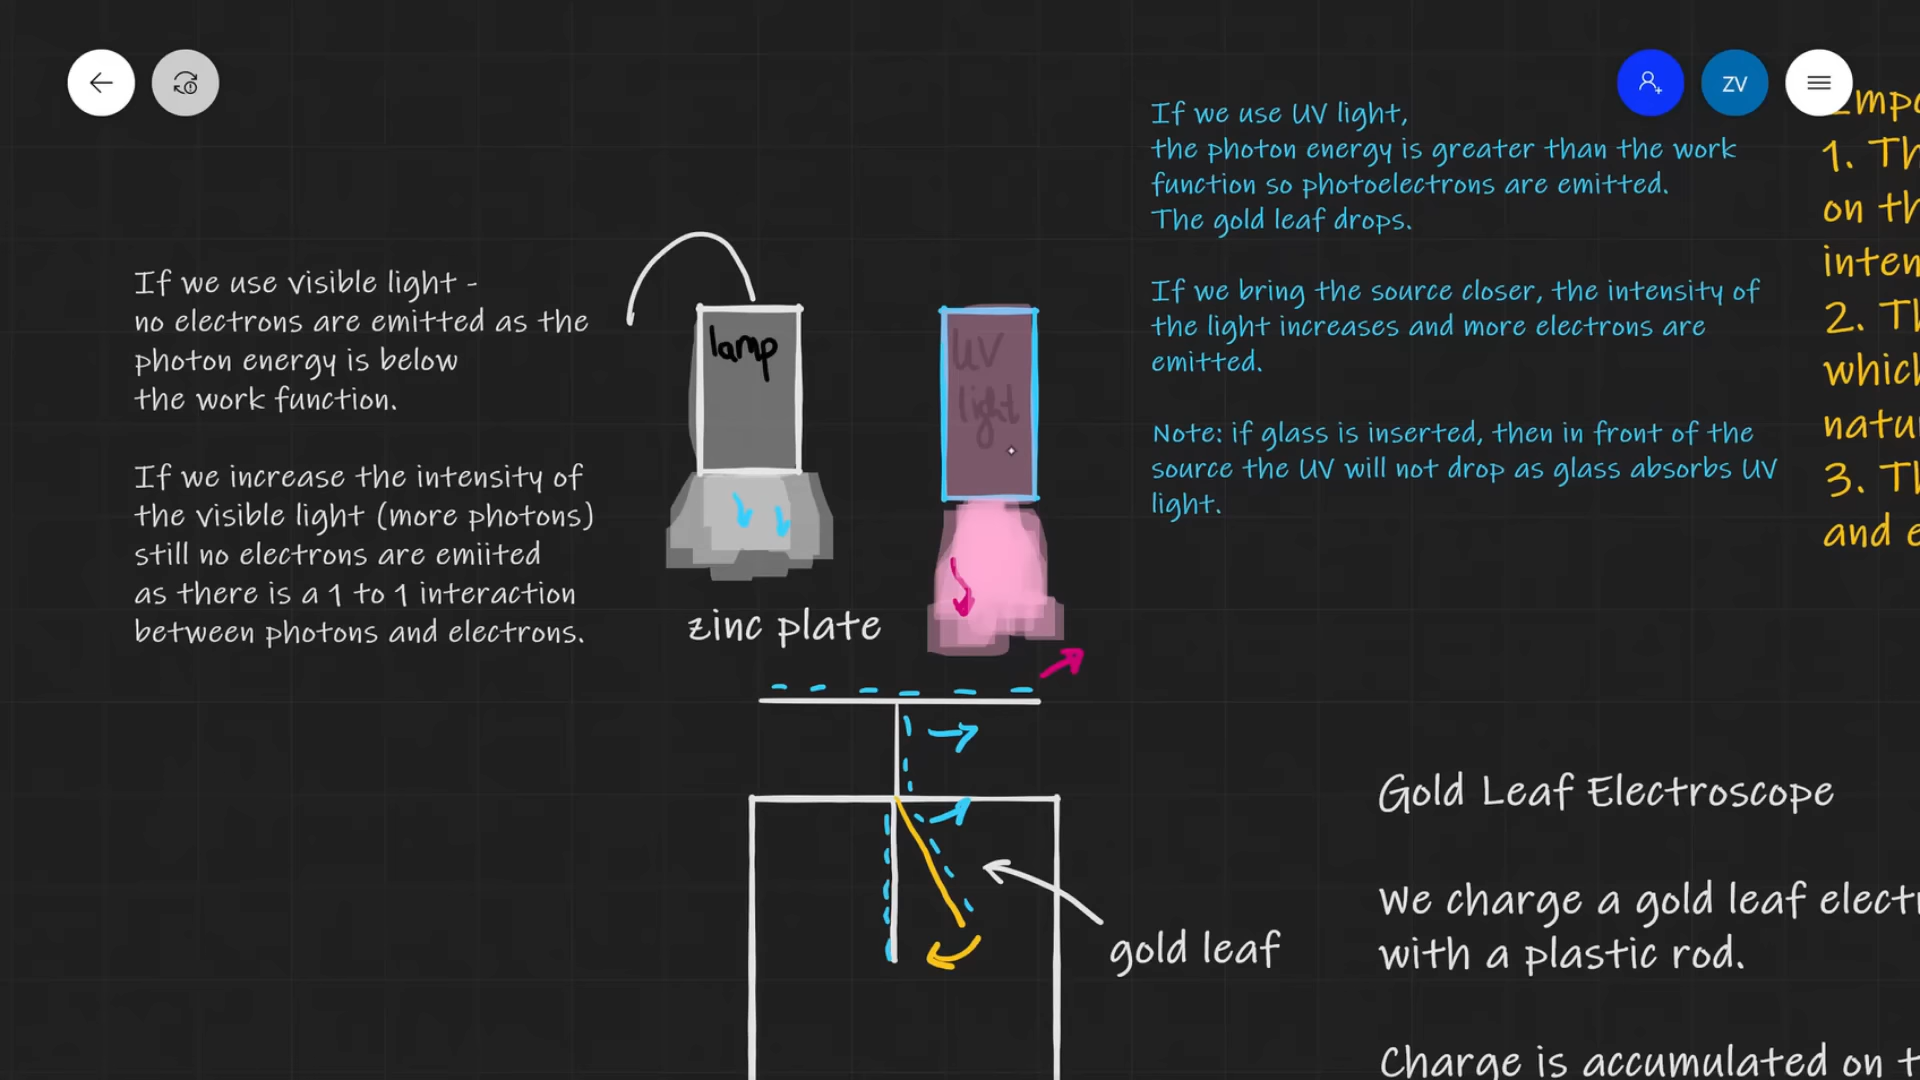 ZV
If we use visible light -
no electrons are emitted as the
photon energy is below
the work function.
If we increase the intensity of
the visible light (more photons)
still no electrons are emiited
as there is a 1 to 1 interaction
between photons and electrons.
lamp
UV
light
zinc plate
gold leaf
If we use UV light,
the photon energy is greater than the work
function so photoelectrons are emitted.
The gold leaf drops.
If we bring the source closer, the intensity of
the light increases and more electrons are
emitted.
Note: if glass is inserted, then in front of the
source the UV will not drop as glass absorbs UV
light.
1. Th
on th
inten
2. Th
which
natu
3. Th
and e
Gold Leaf Electroscope
We charge a gold leaf electr
with a plastic rod.
Charge is accumulated on t